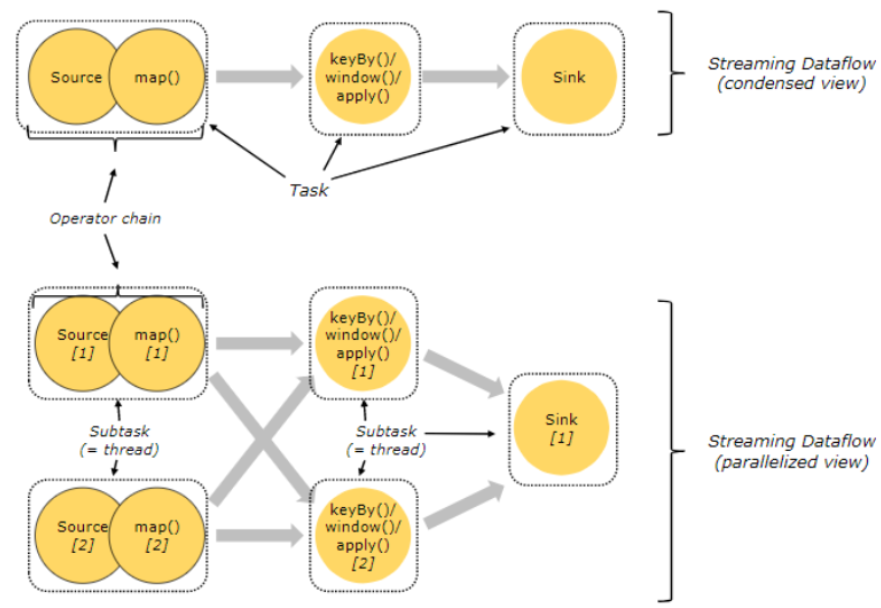 Source
map()
keyBy()/
window()/
apply()
Sink
Streaming Dataflow
(condensed view)
Task
Operator chain
Source
[1]
map()
[1]
keyBy()/
window()/
apply()
[1]
Sink
[1]
Subtask
(= thread)
Subtask
(= thread)
Streaming Dataflow
(parallelized view)
Source
[2]
map()
[2]
keyBy()/
window()/
apply()
[2]